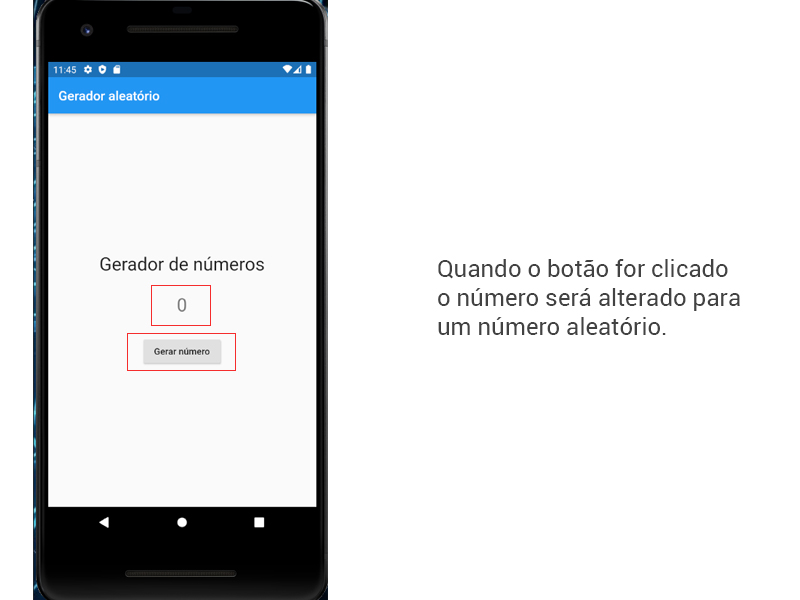 11:45
Gerador aleatório
Gerador de números
0
Gerar número
Quando o botão for clicado
o número será alterado para
um número aleatório.